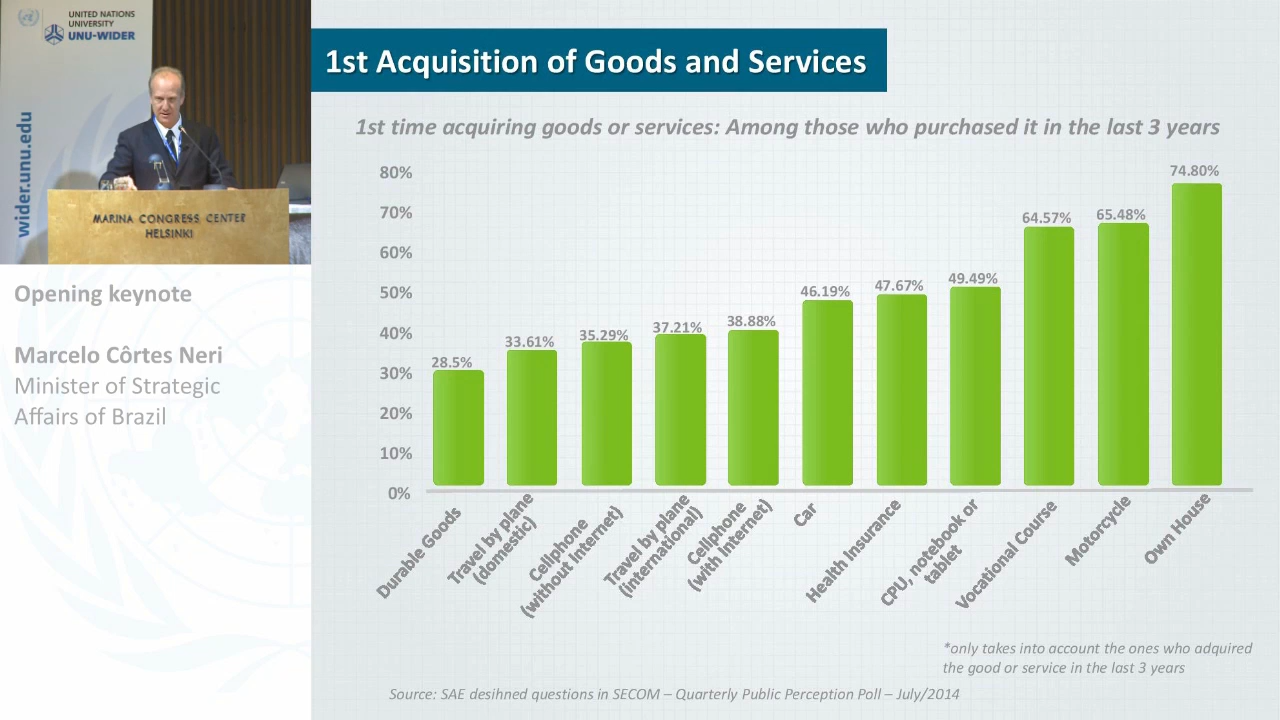 UNITED NATIONS
UNIVERSITY
UNU-WIDER
wider.unu.edu
MARINA CONGRESS CENTER
HELSINKI
Opening keynote
Marcelo Côrtes Neri
Minister of Strategic
Affairs of Brazil
1st Acquisition of Goods and Services
1st time acquiring goods or services: Among those who purchased it in the last 3 years
80%
70%
60%
50%
40%
30%
20%
10%
0%
28.5%
33.61%
35.29%
37.21%
38.88%
46.19%
47.67%
49.49%
64.57%
65.48%
74.80%
Durable Goods
Travel by plane
(domestic)
Cellphone
(without Internet)
Travel by plane
(international)
Cellphone
(with Internet)
Car
Health Insurance
CPU, notebook or
tablet
Vocational Course
Motorcycle
Own House
*only takes into account the ones who adquired
the good or service in the last 3 years
Source: SAE desihned questions in SECOM – Quarterly Public Perception Poll – July/2014